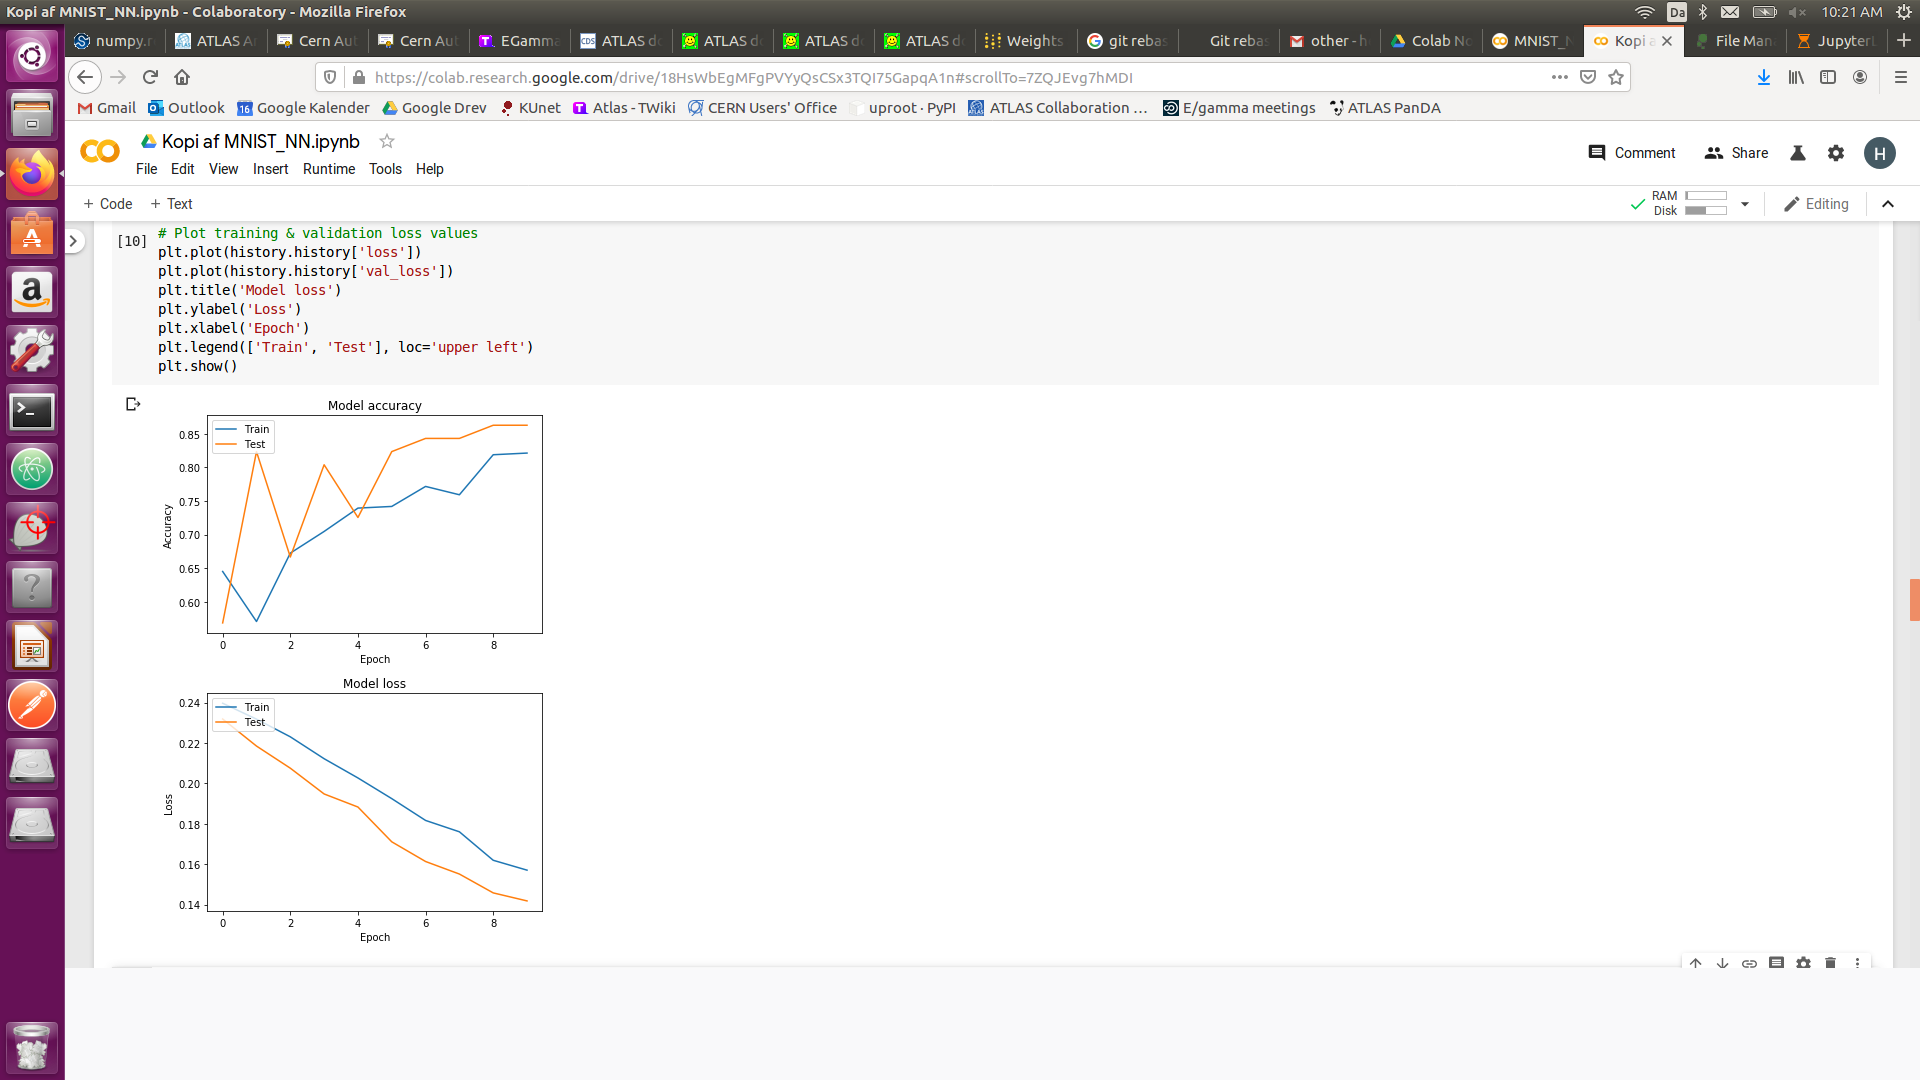 Kopi af MNIST_NN.ipynb - Colaboratory - Mozilla Firefox
Da
10:21 AM
numpy.r
ATLAS A
Cern Aut
Cern Aut
EGamma
ATLAS do
ATLAS d
ATLAS d
ATLAS d
Weights
git rebas
Git rebas
other - h
Colab No
MNIST_N
Kopi a
File Man
Jupyter
https://colab.research.google.com/drive/18HsWbEgMFgPVYyQsCSx3TQI75GapqA1n#scrollTo=7ZQJEvg7hMDI
Gmail
Outlook
16
Google Kalender
Google Drev
KUnet
Atlas - TWiki
CERN Users' Office
uproot · PyPI
ATLAS Collaboration …
E/gamma meetings
ATLAS PanDA
Kopi af MNIST_NN.ipynb
File Edit View Insert Runtime Tools Help
Comment
Share
H
+ Code + Text
RAM
Disk
Editing
[10]
# Plot training & validation loss values
plt.plot(history.history['loss'])
plt.plot(history.history['val_loss'])
plt.title('Model loss')
plt.ylabel('Loss')
plt.xlabel('Epoch')
plt.legend(['Train', 'Test'], loc='upper left')
plt.show()
Model accuracy
Train
Test
0.85
0.80
0.75
0.70
0.65
0.60
Accuracy
0 2 4 6 8
Epoch
Model loss
Train
Test
0.24
0.22
0.20
0.18
0.16
0.14
Loss
0 2 4 6 8
Epoch